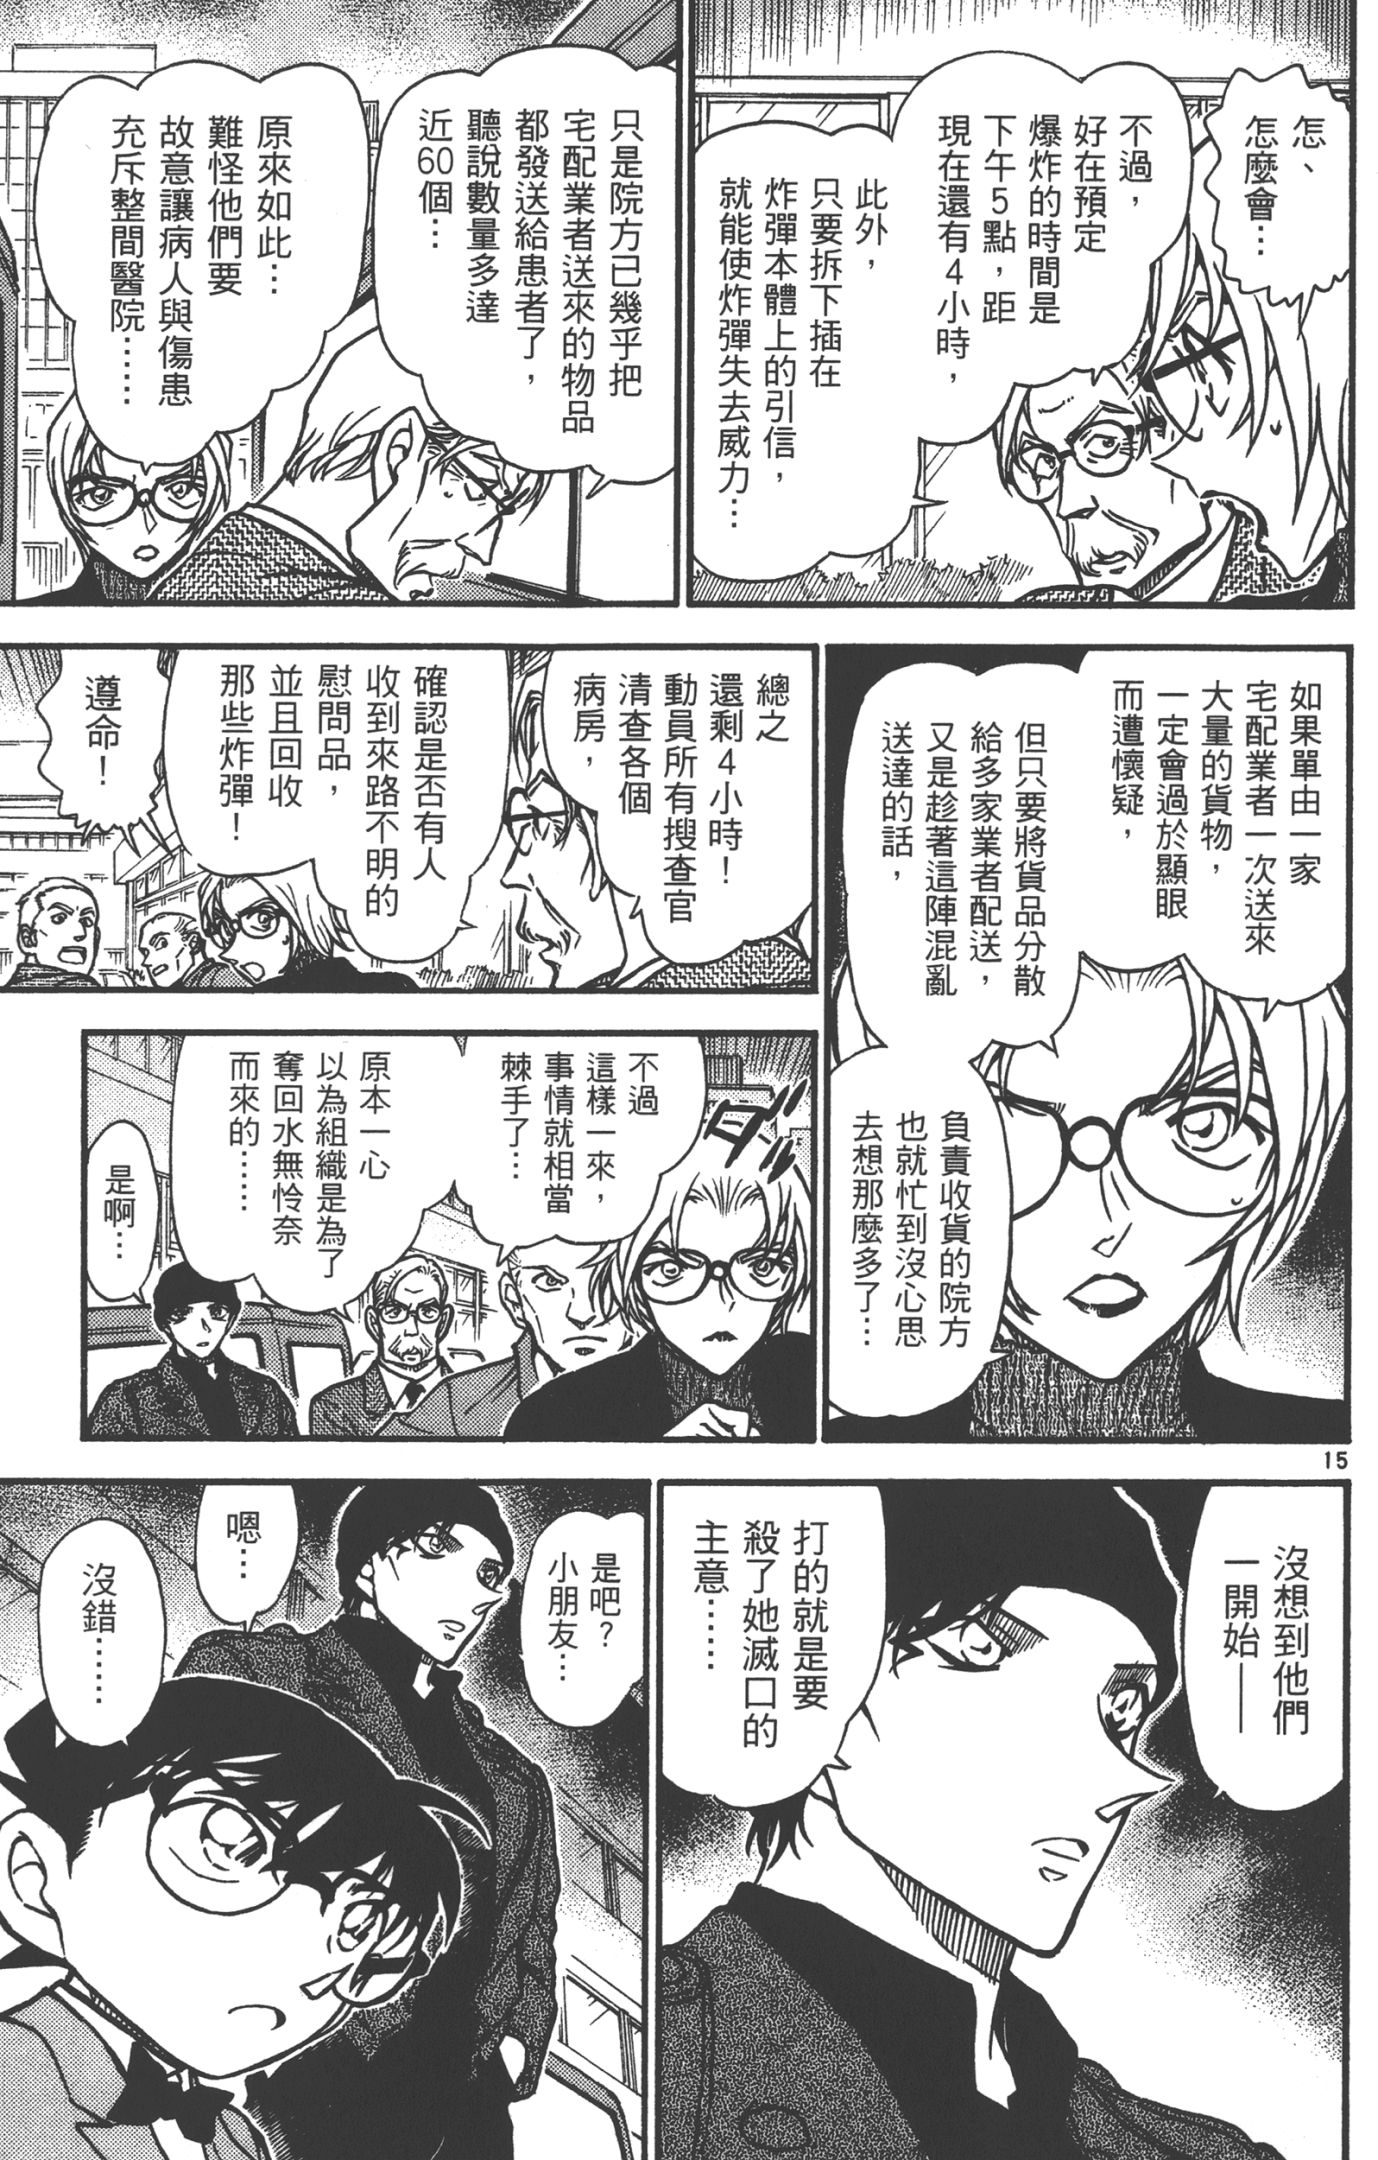 怎、
怎麼會…
不過，
好在預定
爆炸的時間是
下午5點，距
現在還有4小時，
此外，
只要拆下插在
炸彈本體上的引信，
就能使炸彈失去威力…
只是院方已幾乎把
宅配業者送來的物品
都發送給患者了，
聽說數量多達
近60個…
原來如此…
難怪他們要
故意讓病人與傷患
充斥整間醫院……
如果單由一家
宅配業者一次送來
大量的貨物，
一定會過於顯眼
而遭懷疑，
但只要將貨品分散
給多家業者配送，
又是趁著這陣混亂
送達的話，
負責收貨的院方
也就忙到沒心思
去想那麼多了…
總之
還剩4小時！
動員所有搜查官
清查各個
病房，
確認是否有人
收到來路不明的
慰問品，
並且回收
那些炸彈！
遵命！
不過
這樣一來，
事情就相當
棘手了…
原本一心
以為組織是為了
奪回水無怜奈
而來的……
是啊…
15
沒想到他們
一開始——
打的就是要
殺了她滅口的
主意……
是吧？
小朋友…
嗯…
沒錯……